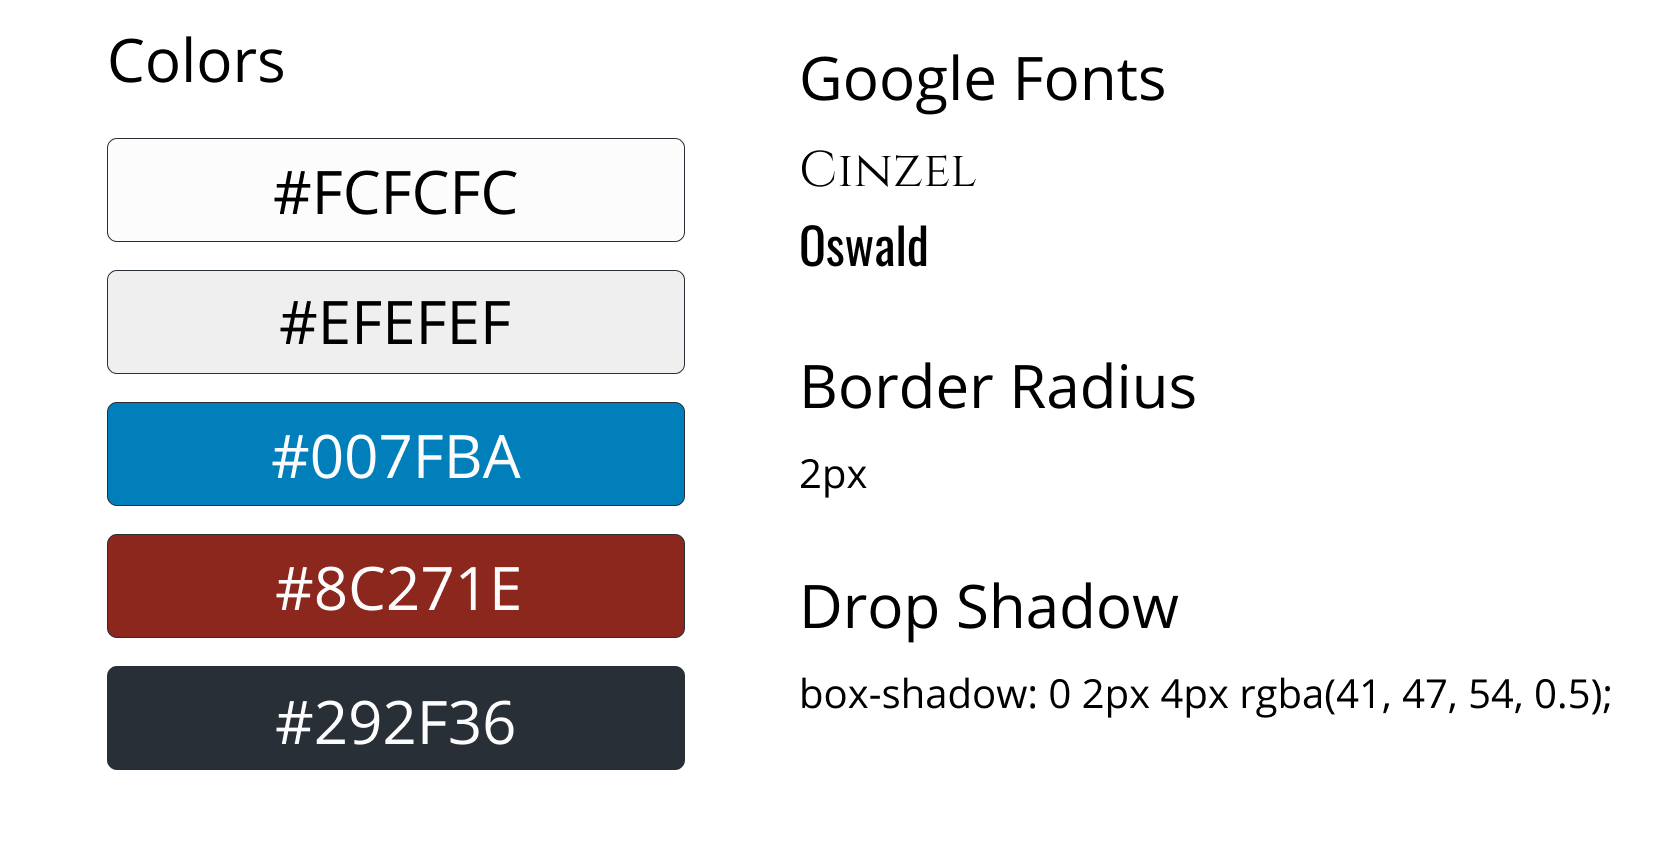 Colors
#FCFCFC
#EFEFEF
#007FBA
#8C271E
#292F36
Google Fonts
Cinzel
Oswald
Border Radius
2px
Drop Shadow
box-shadow: 0 2px 4px rgba(41, 47, 54, 0.5);